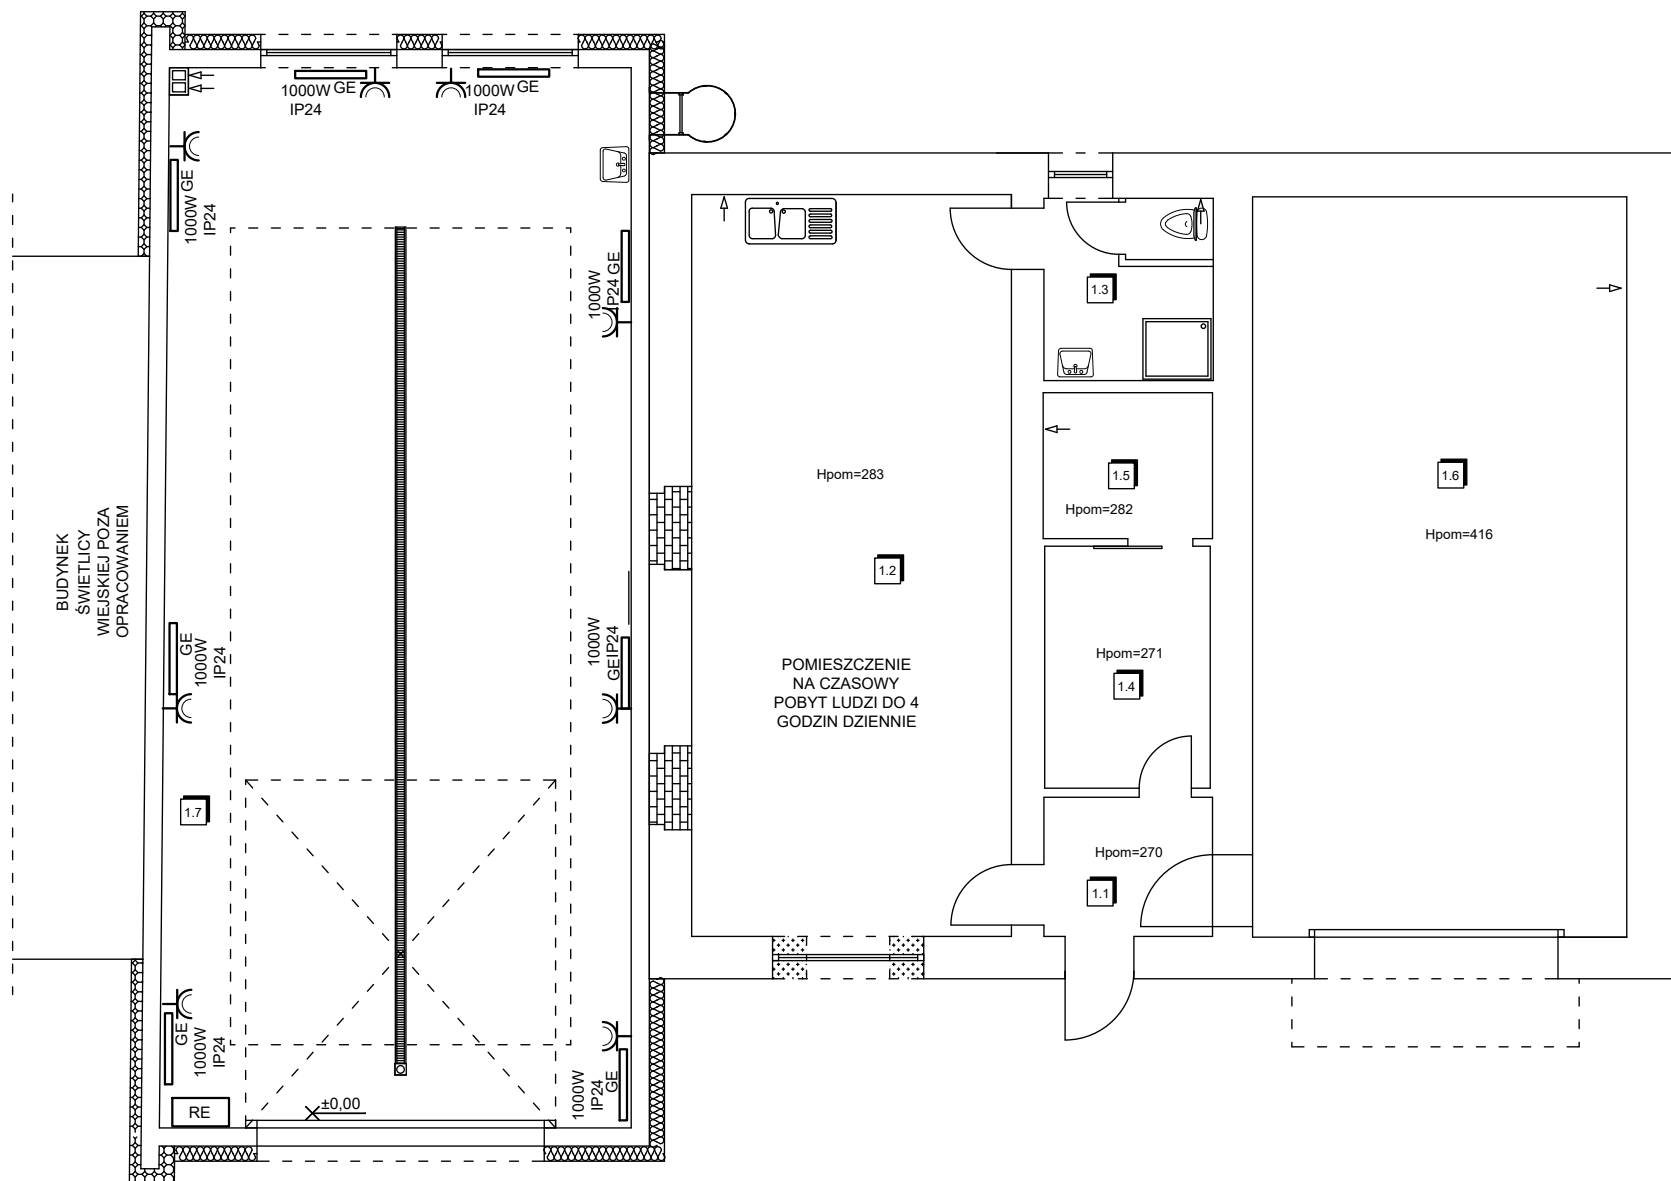 1000W GE
IP24
1000W GE
IP24
1000W GE
IP24
1000W
IP24 GE
1.3
Hpom=283
1.5
Hpom=282
1.6
Hpom=416
BUDYNEK
ŚWIETLICY
WIEJSKIEJ POZA
OPRACOWANIEM
1.2
GE
1000W
IP24
1000W
GE IP24
POMIESZCZENIE
NA CZASOWY
POBYT LUDZI DO 4
GODZIN DZIENNIE
Hpom=271
1.4
1.7
Hpom=270
1.1
GE
1000W
IP24
1000W
IP24
GE
RE
±0,00